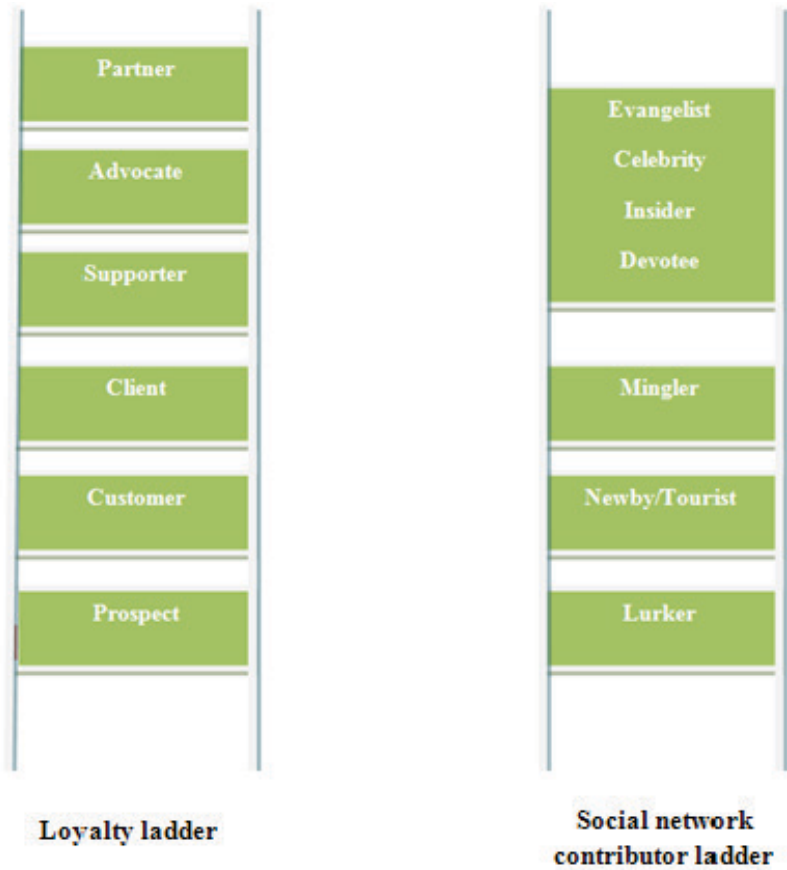 Partner
Advocate
Supporter
Client
Customer
Prospect
Loyalty ladder
Evangelist
Celebrity
Insider
Devotee
Mingler
Newby/Tourist
Lurker
Social network
contributor ladder